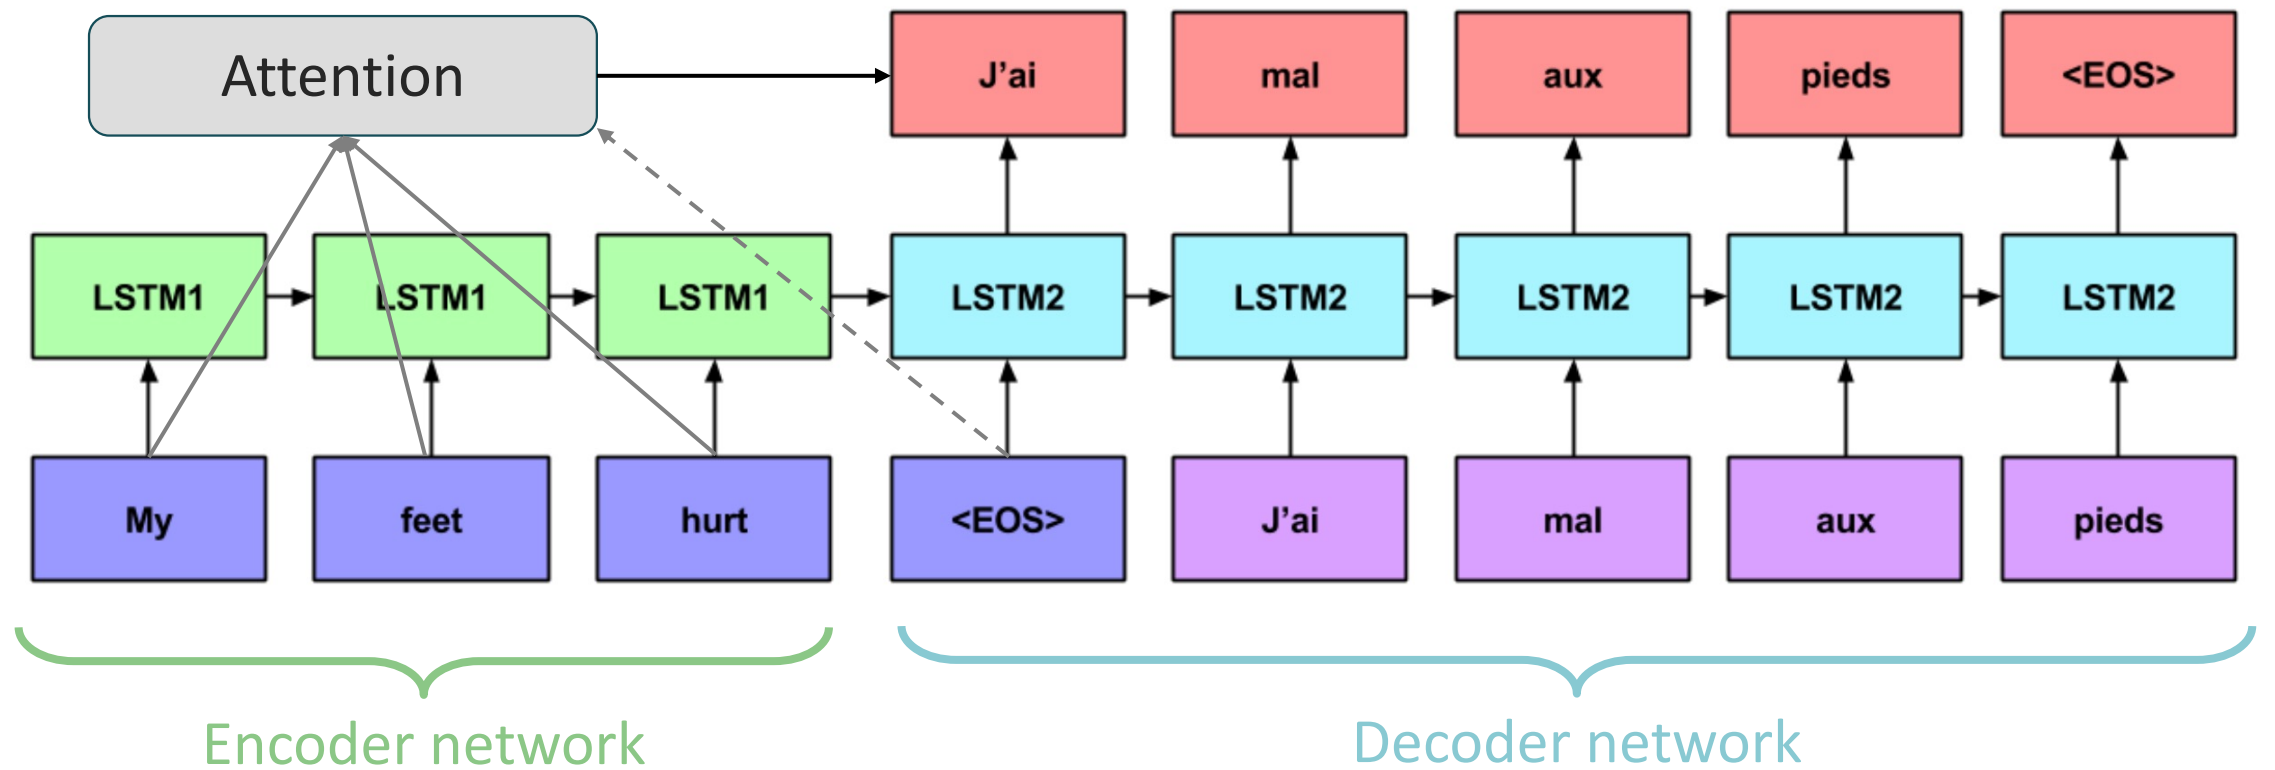 Attention
J’ai mal aux pieds <EOS>
LSTM1 LSTM1 LSTM1 LSTM2 LSTM2 LSTM2 LSTM2 LSTM2
My feet hurt <EOS> J’ai mal aux pieds
Encoder network
Decoder network